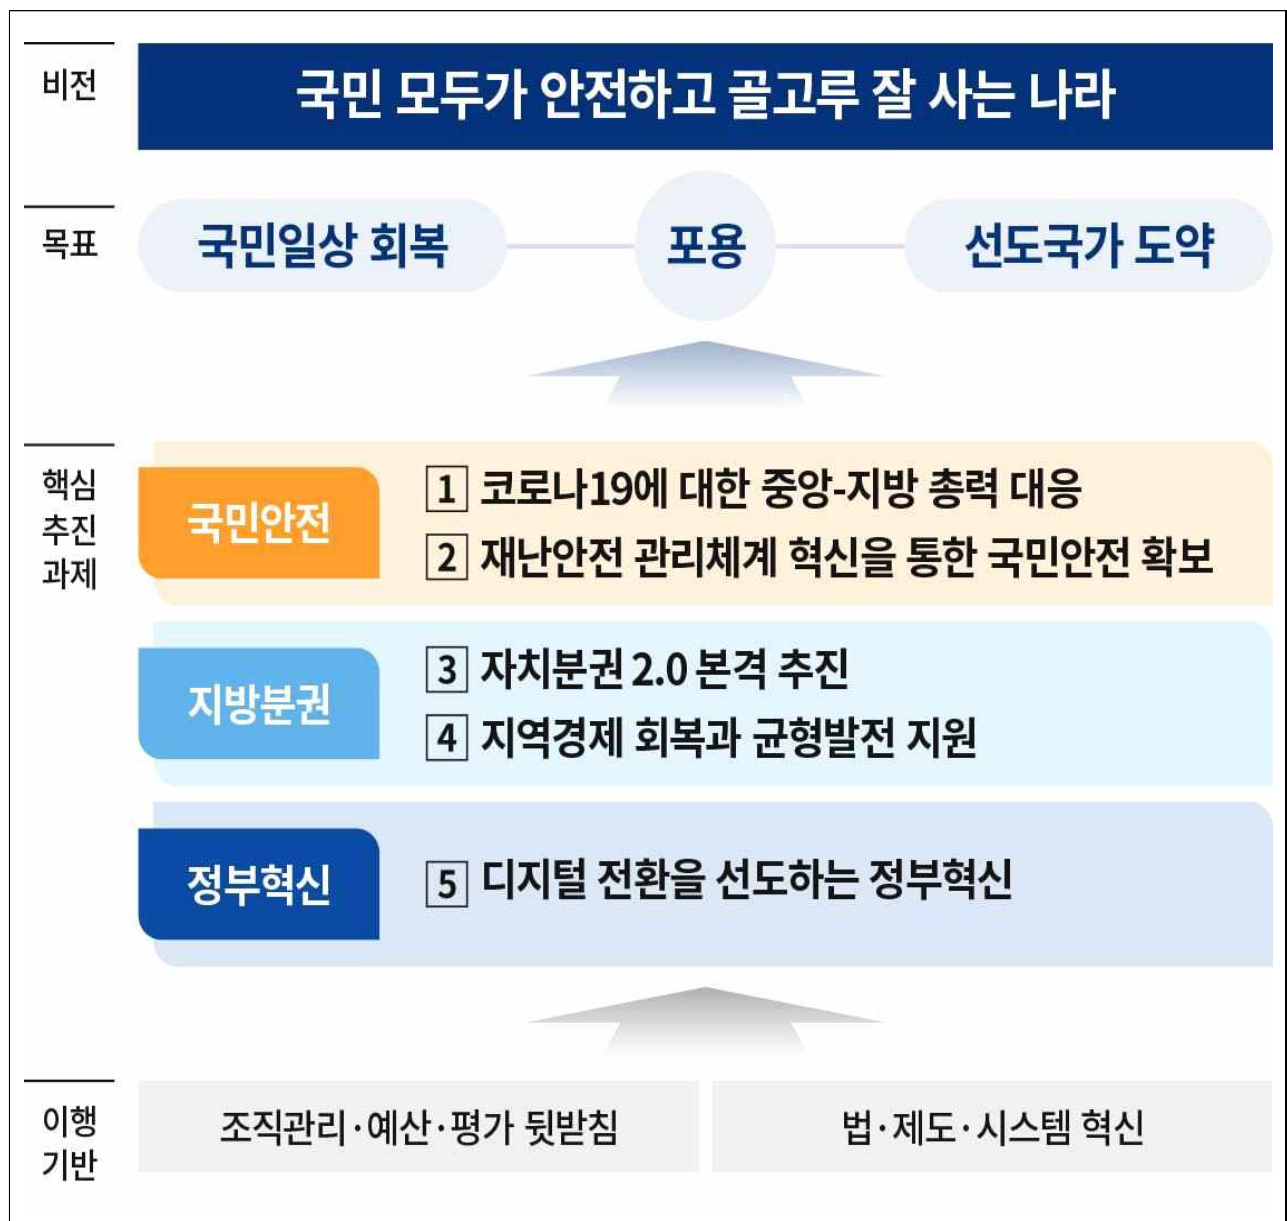 비전
국민 모두가 안전하고 골고루 잘 사는 나라
목표
국민일상 회복
포용
선도국가 도약
핵심
추진
과제
국민안전
1 코로나19에 대한 중앙-지방 총력 대응
2 재난안전 관리체계 혁신을 통한 국민안전 확보
지방분권
3 자치분권 2.0 본격 추진
4 지역경제 회복과 균형발전 지원
정부혁신
5 디지털 전환을 선도하는 정부혁신
이행
기반
조직관리·예산·평가 뒷받침
법·제도·시스템 혁신